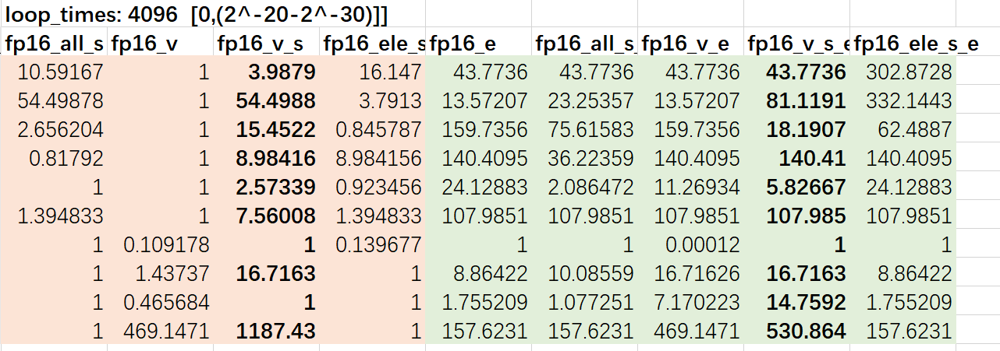 loop_times: 4096 [0,(2^-20-2^-30)]]
fp16_all_s fp16_v fp16_v_s fp16_ele_s fp16_e fp16_all_s_ fp16_v_e fp16_v_s_e fp16_ele_s_e
10.59167 1 3.9879 16.147 43.7736 43.7736 43.7736 43.7736 302.8728
54.49878 1 54.4988 3.7913 13.57207 23.25357 13.57207 81.1191 332.1443
2.656204 1 15.4522 0.845787 159.7356 75.61583 159.7356 18.1907 62.4887
0.81792 1 8.98416 8.984156 140.4095 36.22359 140.4095 140.41 140.4095
1 1 2.57339 0.923456 24.12883 2.086472 11.26934 5.82667 24.12883
1.394833 1 7.56008 1.394833 107.9851 107.9851 107.9851 107.985 107.9851
1 0.109178 1 0.139677 1 1 0.00012 1 1
1 1.43737 16.7163 1 8.86422 10.08559 16.71626 16.7163 8.86422
1 0.465684 1 1 1.755209 1.077251 7.170223 14.7592 1.755209
1 469.1471 1187.43 1 157.6231 157.6231 469.1471 530.864 157.6231